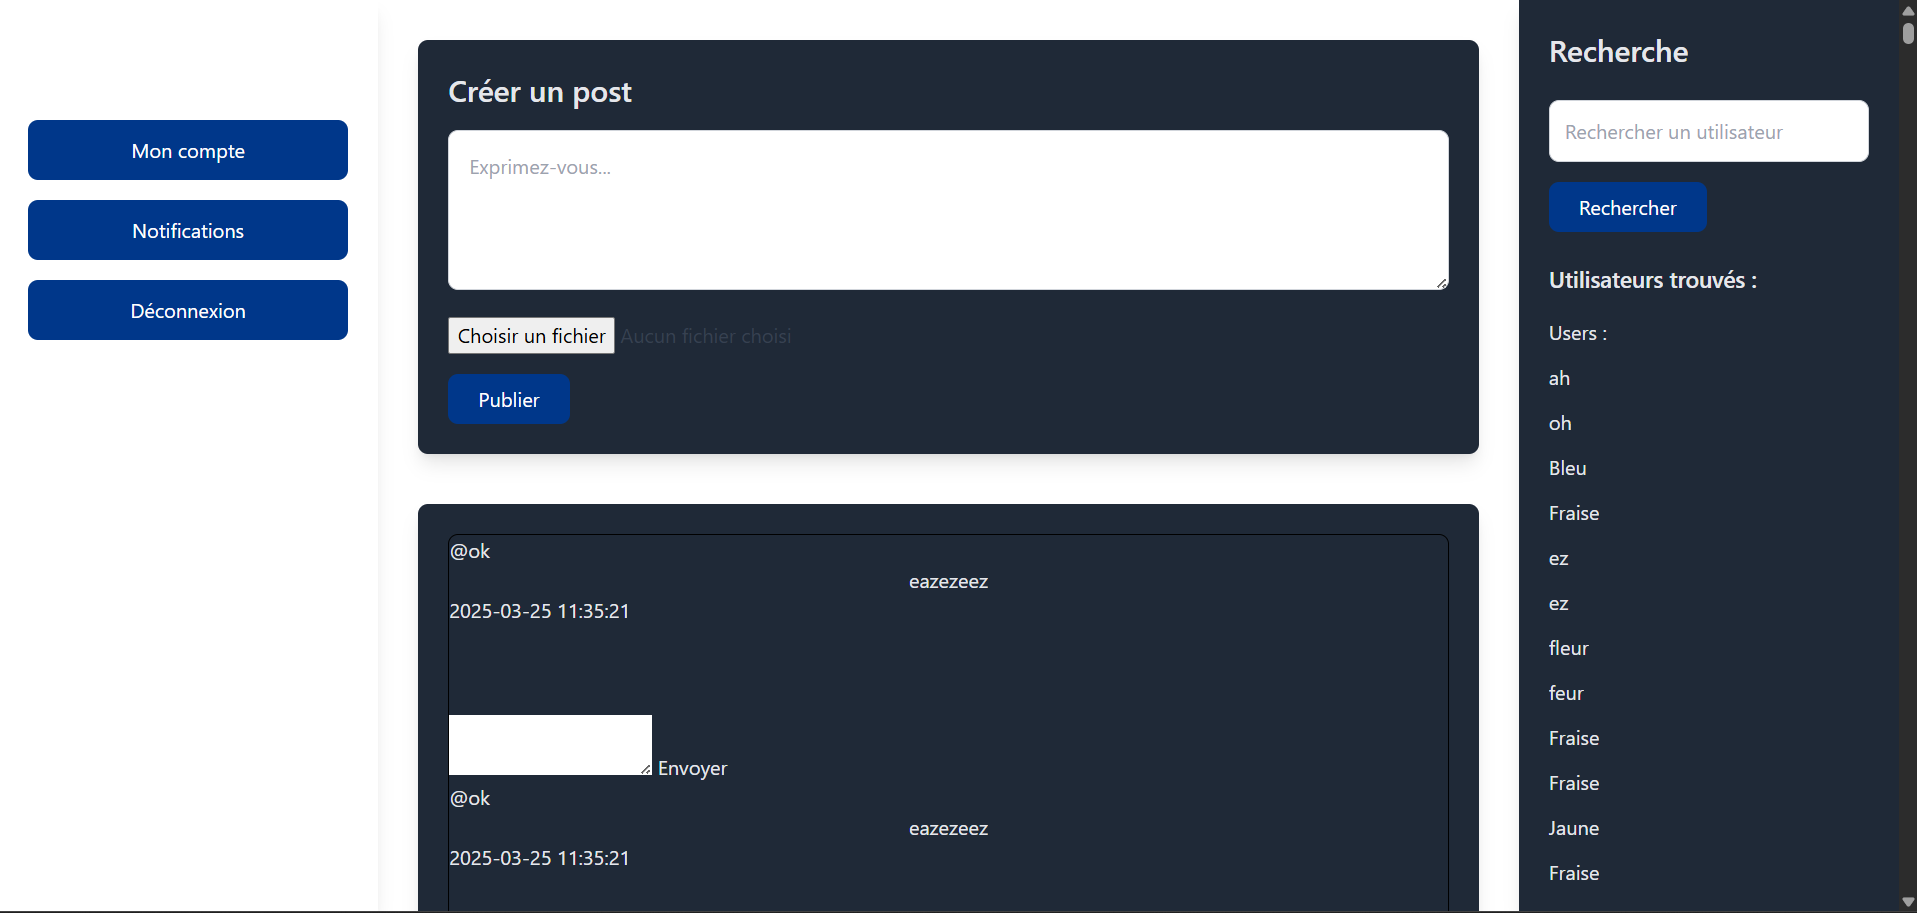 Mon compte
Notifications
Déconnexion
Créer un post
Exprimez-vous...
Choisir un fichier Aucun fichier choisi
Publier
@ok
eazezeez
2025-03-25 11:35:21
Envoyer
@ok
eazezeez
2025-03-25 11:35:21
Recherche
Rechercher un utilisateur
Rechercher
Utilisateurs trouvés :
Users :
ah
oh
Bleu
Fraise
ez
ez
fleur
feur
Fraise
Fraise
Jaune
Fraise